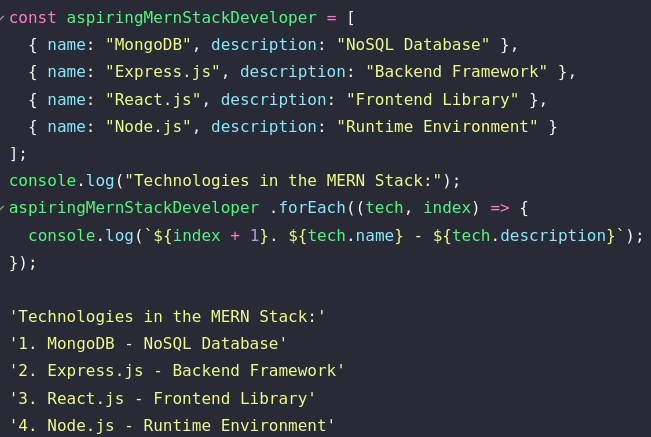 const aspiringMernStackDeveloper = [
  { name: "MongoDB", description: "NoSQL Database" },
  { name: "Express.js", description: "Backend Framework" },
  { name: "React.js", description: "Frontend Library" },
  { name: "Node.js", description: "Runtime Environment" }
];
console.log("Technologies in the MERN Stack:");
aspiringMernStackDeveloper .forEach((tech, index) => {
  console.log(`${index + 1}. ${tech.name} - ${tech.description}`);
});

'Technologies in the MERN Stack:'
'1. MongoDB - NoSQL Database'
'2. Express.js - Backend Framework'
'3. React.js - Frontend Library'
'4. Node.js - Runtime Environment'